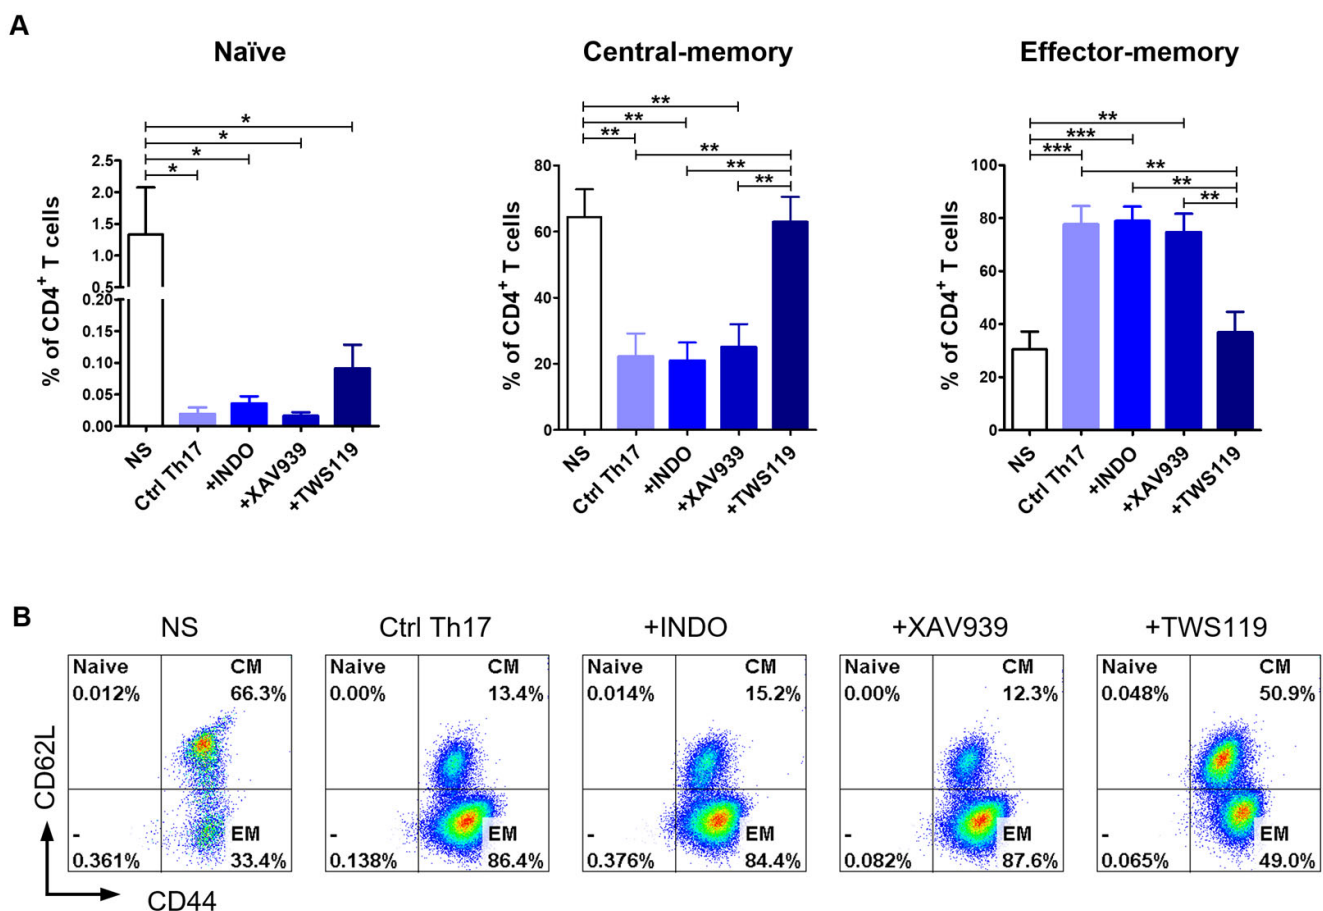 A
Naïve
Central-memory
Effector-memory
*
*
*
*
**
**
**
**
**
**
**
***
***
**
**
**
% of CD4+ T cells
2.5
2.0
1.5
1.0
0.5
0.20
0.15
0.10
0.05
0.00
NS
Ctrl Th17
+INDO
+XAV939
+TWS119
% of CD4+ T cells
80
60
40
20
0
NS
Ctrl Th17
+INDO
+XAV939
+TWS119
% of CD4+ T cells
100
80
60
40
20
0
NS
Ctrl Th17
+INDO
+XAV939
+TWS119
B
NS
Ctrl Th17
+INDO
+XAV939
+TWS119
Naive CM
0.012% 66.3%
- EM
0.361% 33.4%
Naive CM
0.00% 13.4%
- EM
0.138% 86.4%
Naive CM
0.014% 15.2%
- EM
0.376% 84.4%
Naive CM
0.00% 12.3%
- EM
0.082% 87.6%
Naive CM
0.048% 50.9%
- EM
0.065% 49.0%
CD62L
CD44